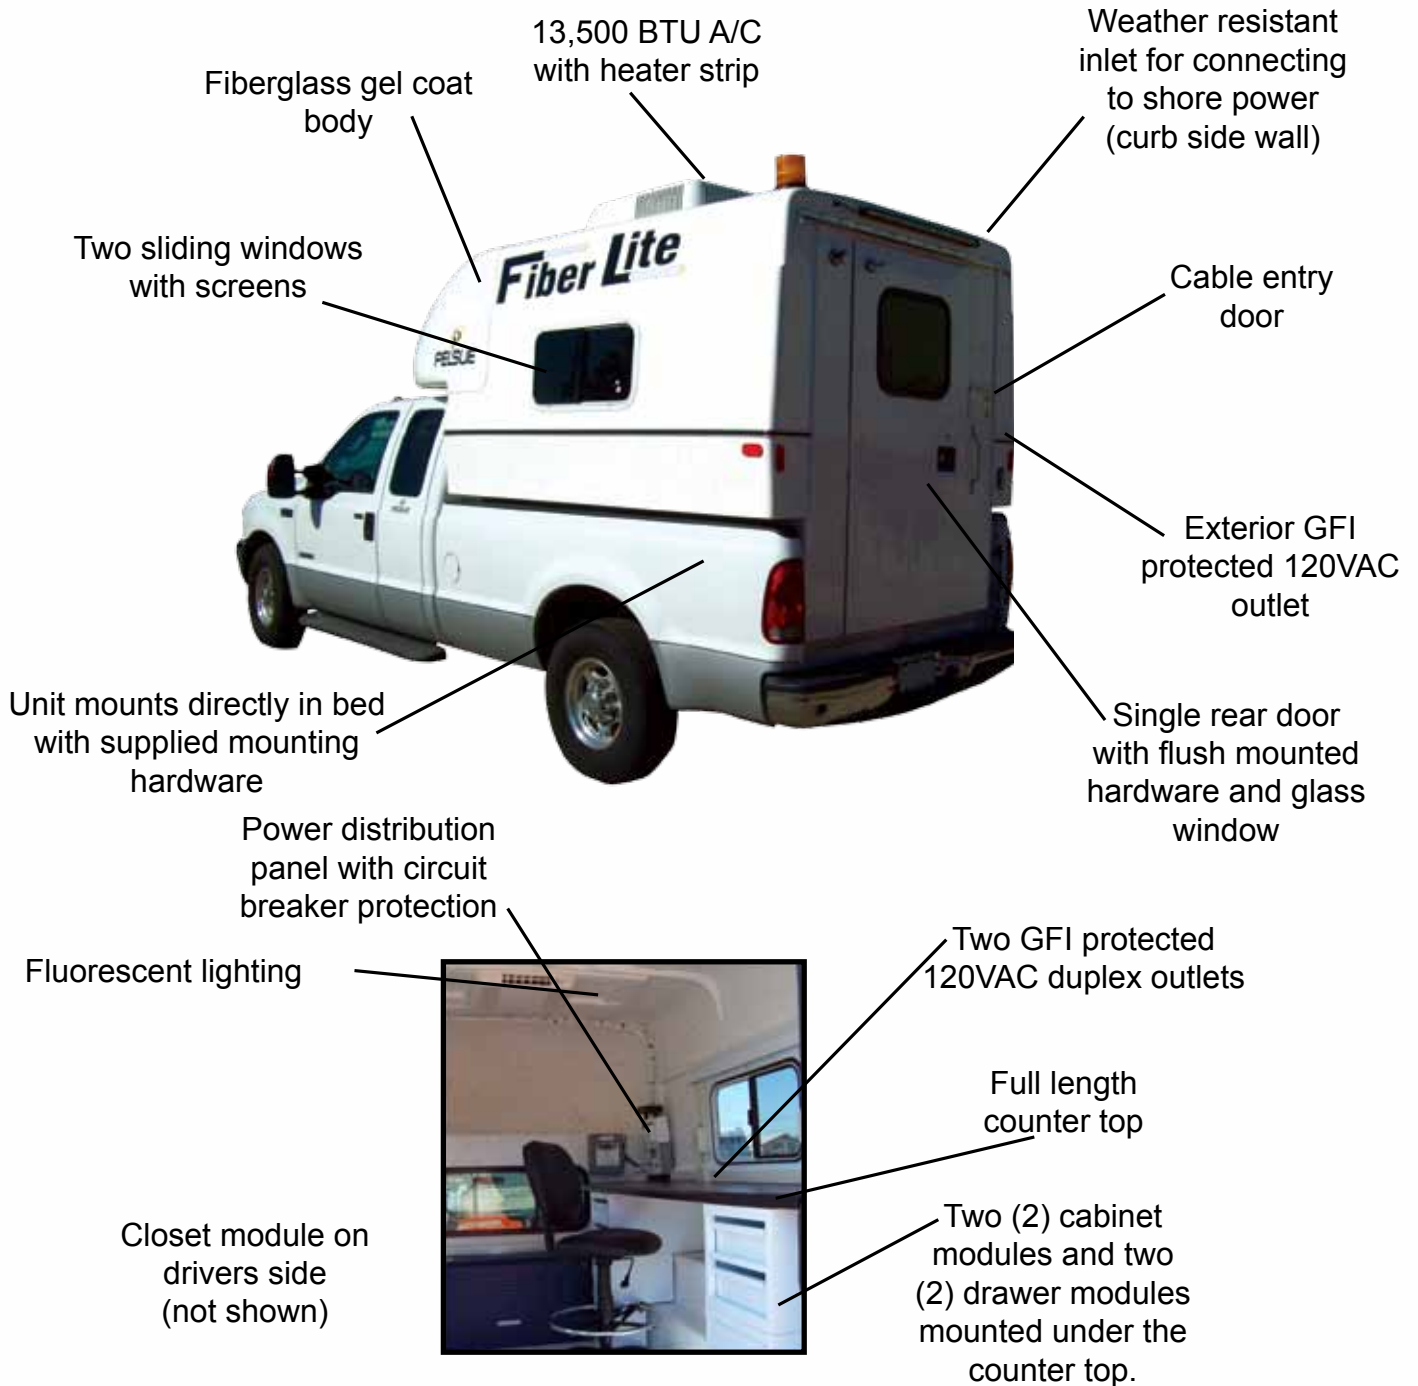 13,500 BTU A/C
with heater strip
Weather resistant
inlet for connecting
to shore power
(curb side wall)
Fiberglass gel coat
body
Two sliding windows
with screens
Fiber Lite
PELSUE
Cable entry
door
Exterior GFI
protected 120VAC
outlet
Unit mounts directly in bed
with supplied mounting
hardware
Single rear door
with flush mounted
hardware and glass
window
Power distribution
panel with circuit
breaker protection
Fluorescent lighting
Two GFI protected
120VAC duplex outlets
Full length
counter top
Closet module on
drivers side
(not shown)
Two (2) cabinet
modules and two
(2) drawer modules
mounted under the
counter top.